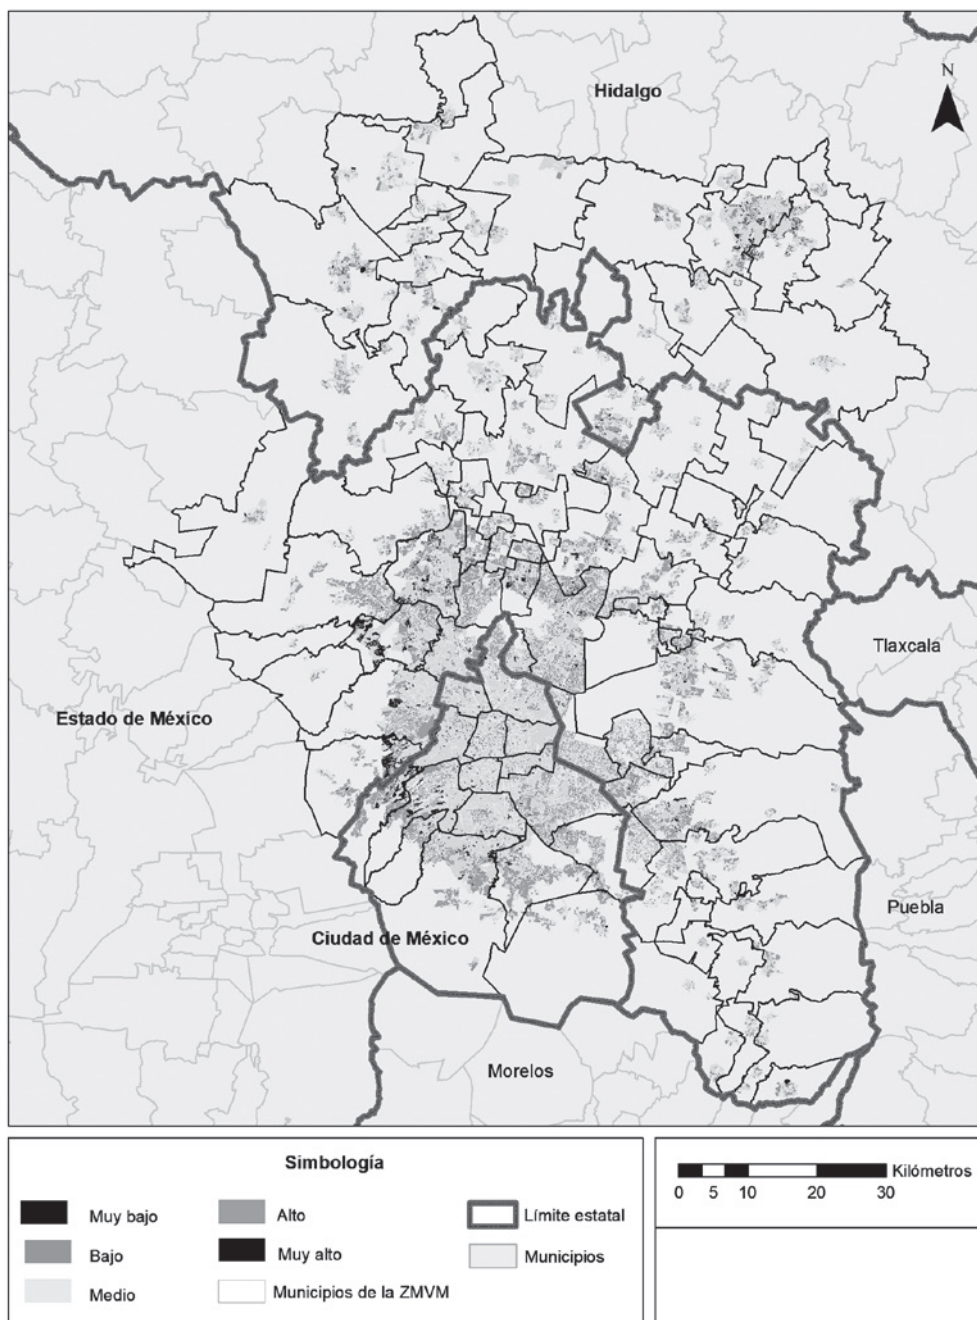 Hidalgo
N
Tlaxcala
Estado de México
Puebla
Ciudad de México
Morelos
Simbología
Muy bajo
Alto
Límite estatal
Bajo
Muy alto
Municipios
Medio
Municipios de la ZMVM
Kilómetros
0 5 10 20 30